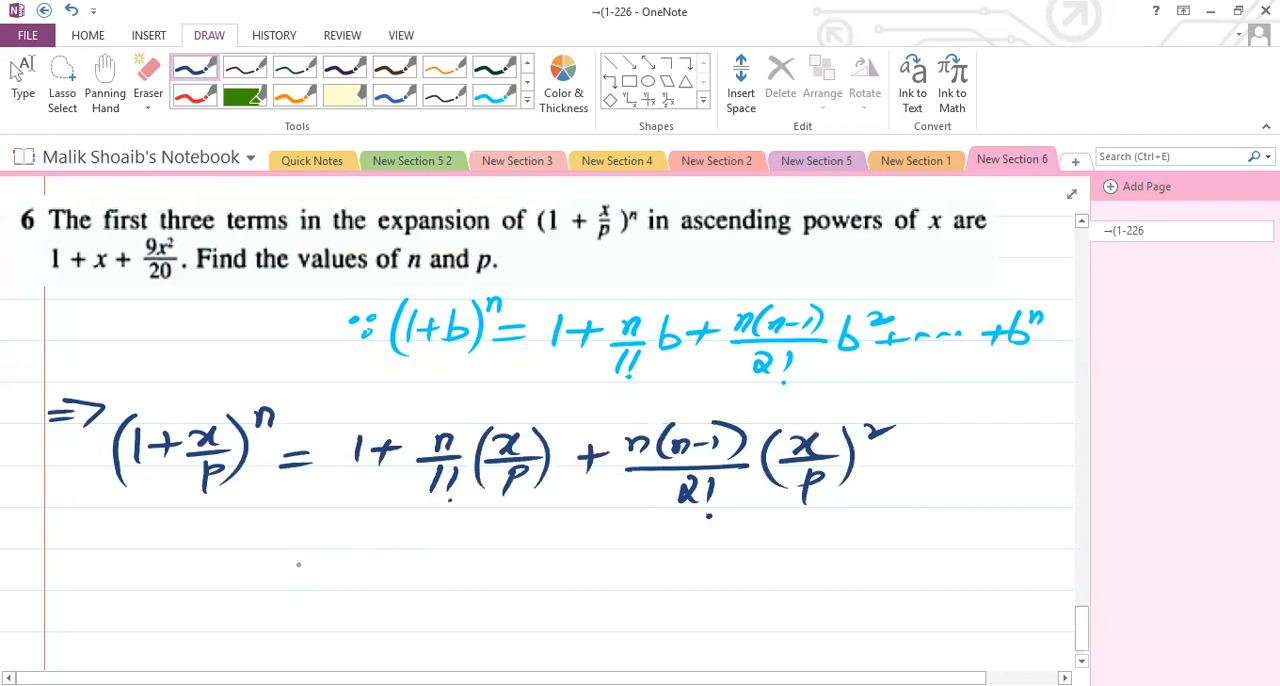 →(1-226 - OneNote
FILE HOME INSERT DRAW HISTORY REVIEW VIEW
Type Lasso Select Panning Hand Eraser Color & Thickness Insert Space Delete Arrange Rotate Ink to Text Ink to Math
Tools Shapes Edit Convert
Malik Shoaib's Notebook Quick Notes New Section 5 2 New Section 3 New Section 4 New Section 2 New Section 5 New Section 1 New Section 6 Search (Ctrl+E)
Add Page
→(1-226
6 The first three terms in the expansion of (1 + x/p)ⁿ in ascending powers of x are
1 + x + 9x²/20. Find the values of n and p.
∵ (1+b)ⁿ = 1 + n/1! b + n(n-1)/2! b² + ---- + bⁿ
=> (1+x/p)ⁿ = 1 + n/1! (x/p) + n(n-1)/2! (x/p)²